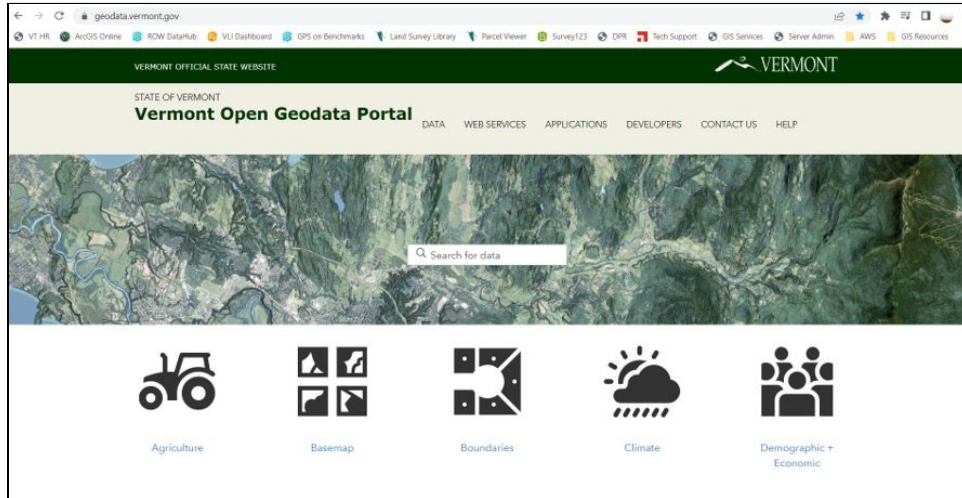 geodata.vermont.gov
VT HR ArcGIS Online ROW DataHub VLI Dashboard GPS on Benchmarks Land Survey Library Parcel Viewer Survey123 DPR Tech Support GIS Services Server Admin AWS GIS Resources
VERMONT OFFICIAL STATE WEBSITE VERMONT
STATE OF VERMONT
Vermont Open Geodata Portal
DATA WEB SERVICES APPLICATIONS DEVELOPERS CONTACT US HELP
Search for data
Agriculture Basemap Boundaries Climate Demographic +
Economic